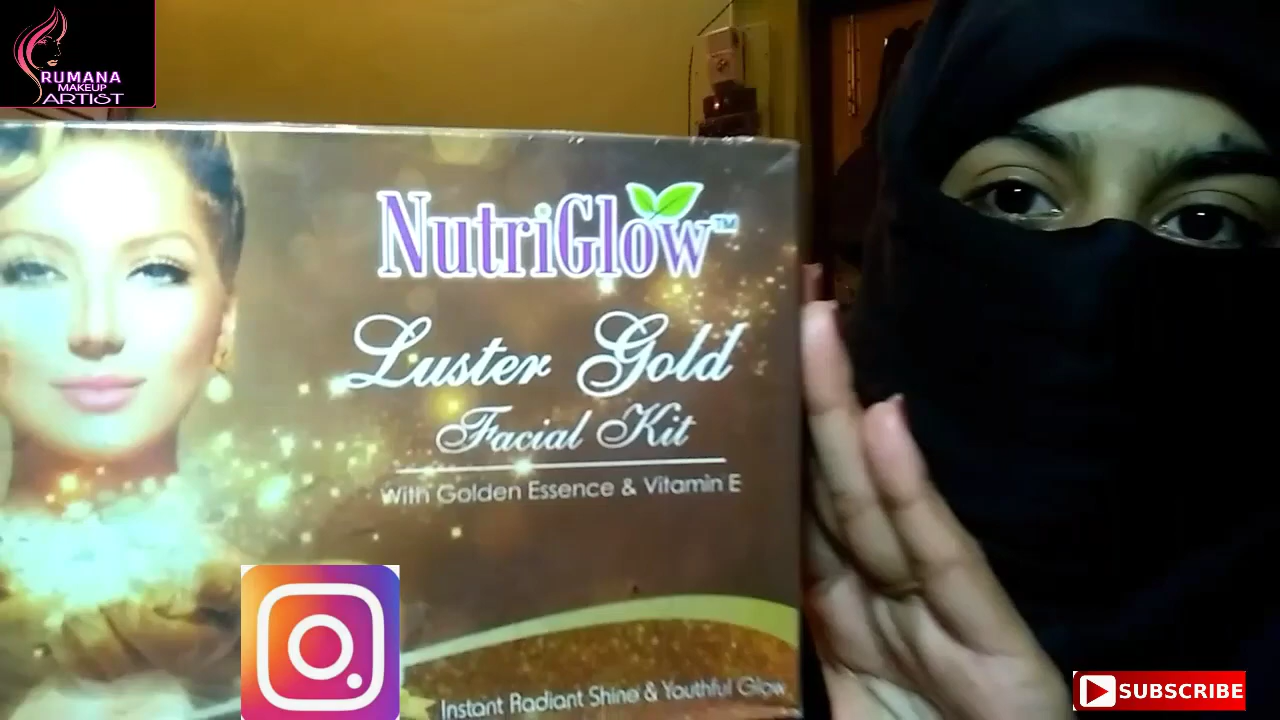 RUMANA
MAKEUP
ARTIST
NutriGlow™
Luster Gold
Facial Kit
With Golden Essence & Vitamin E
Instant Radiant Shine & Youthful Glow
SUBSCRIBE